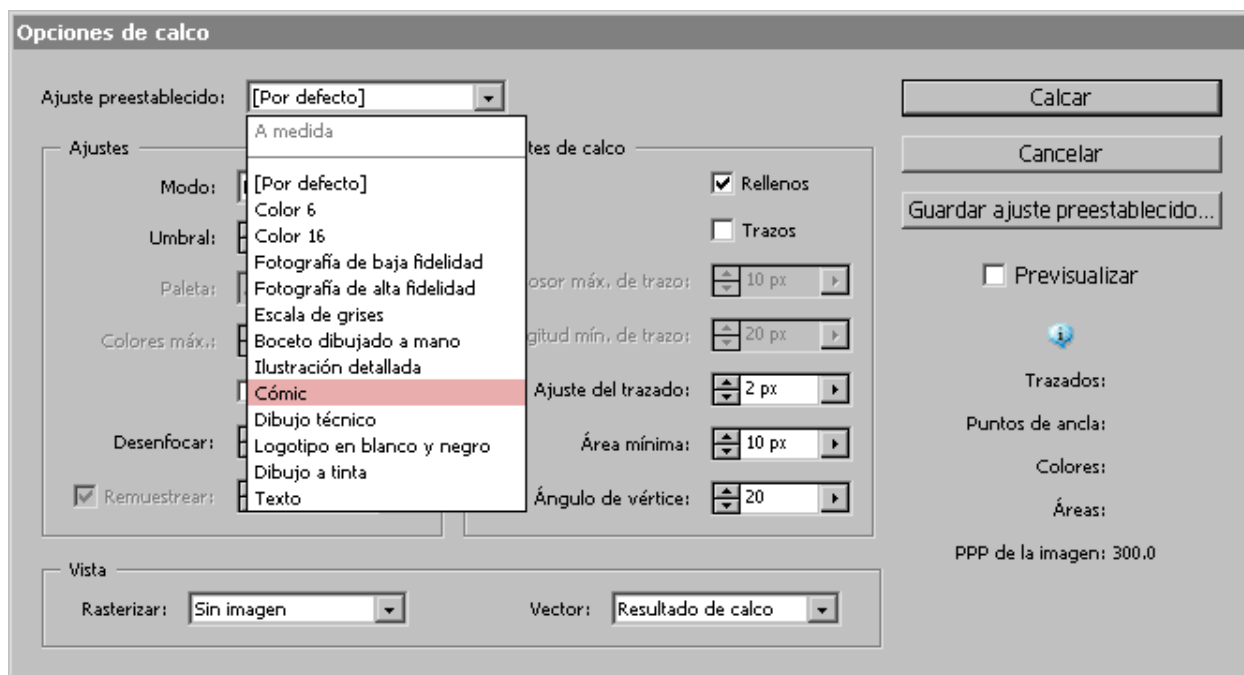 Opciones de calco
Ajuste preestablecido: [Por defecto]
A medida
[Por defecto]
Color 6
Color 16
Fotografía de baja fidelidad
Fotografía de alta fidelidad
Escala de grises
Boceto dibujado a mano
Ilustración detallada
Cómic
Dibujo técnico
Logotipo en blanco y negro
Dibujo a tinta
Texto
Ajustes
Modo:
Umbral:
Paleta:
Colores máx.:
Desenfocar:
Remuestrear:
de calco
Rellenos
Trazos
máx. de trazo: 10 px
mín. de trazo: 20 px
Ajuste del trazado: 2 px
Área mínima: 10 px
Ángulo de vértice: 20
Calcar
Cancelar
Guardar ajuste preestablecido...
Previsualizar
Trazados:
Puntos de ancla:
Colores:
Áreas:
PPP de la imagen: 300.0
Vista
Rasterizar: Sin imagen
Vector: Resultado de calco